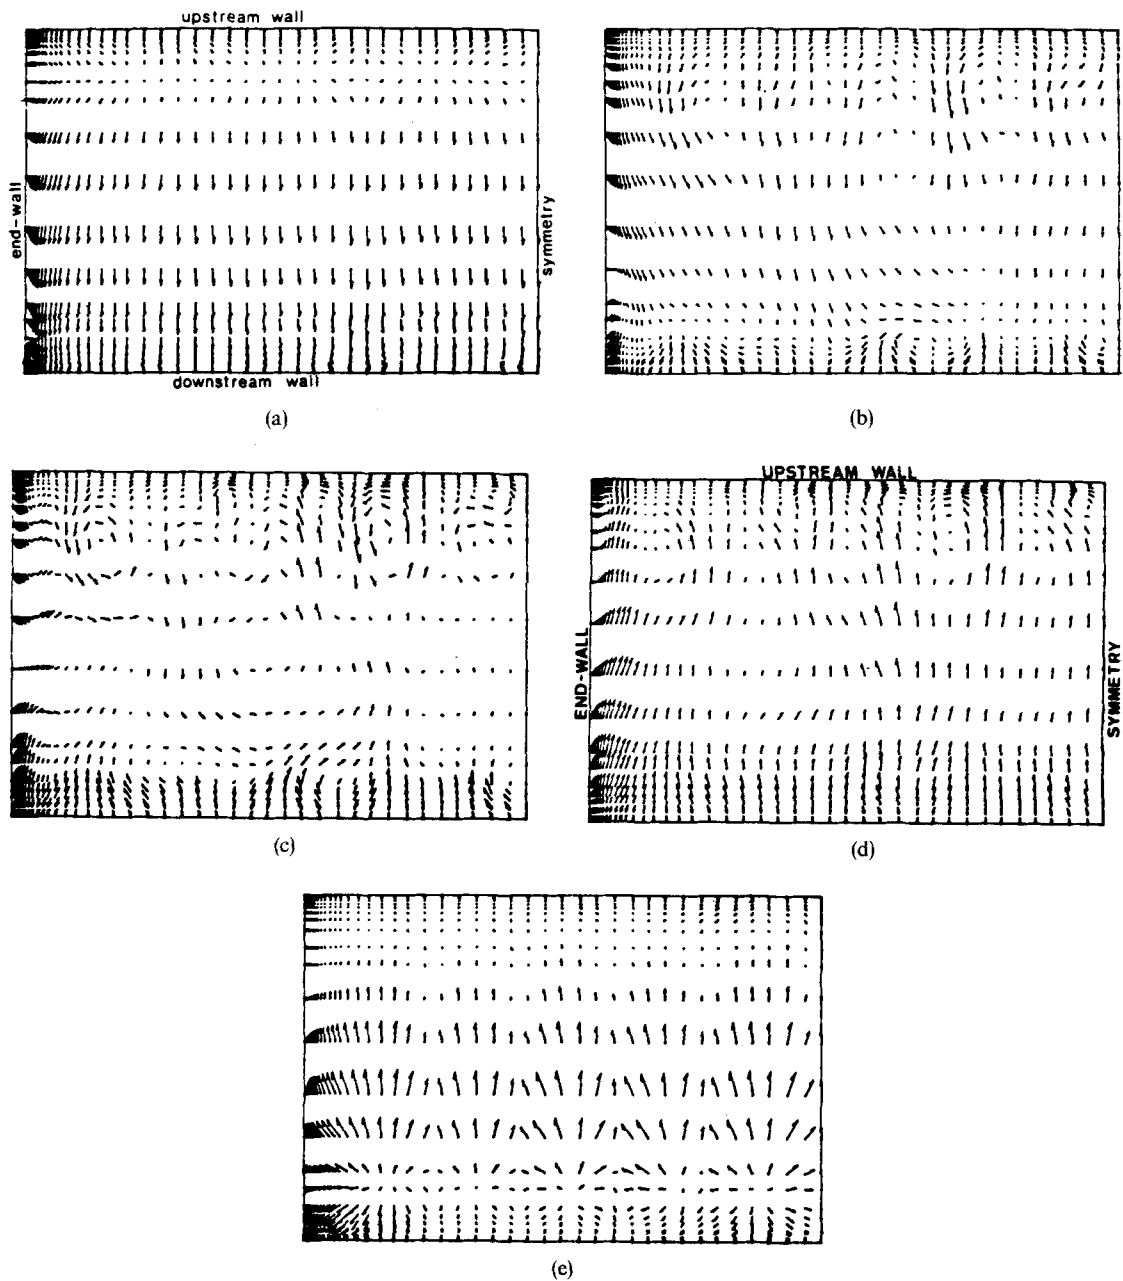 upstream wall
end-wall
symmetry
downstream wall
(a)
(b)
(c)
UPSTREAM WALL
END-WALL
SYMMETRY
(d)
(e)